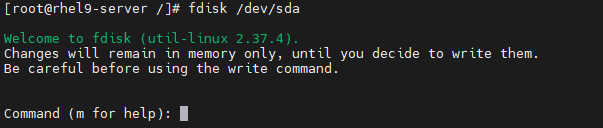 [root@rhel9-server /]# fdisk /dev/sda
Welcome to fdisk (util-linux 2.37.4).
Changes will remain in memory only, until you decide to write them.
Be careful before using the write command.
Command (m for help):